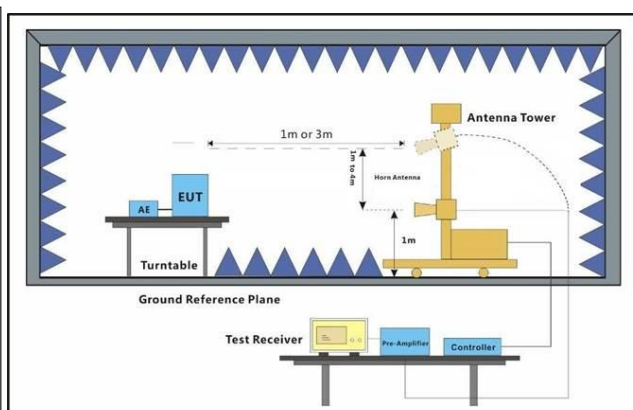 Antenna Tower
1m or 3m
1m to 4m
Horn Antenna
EUT
AE
1m
Turntable
Ground Reference Plane
Test Receiver
Pre-Amplifier
Controller